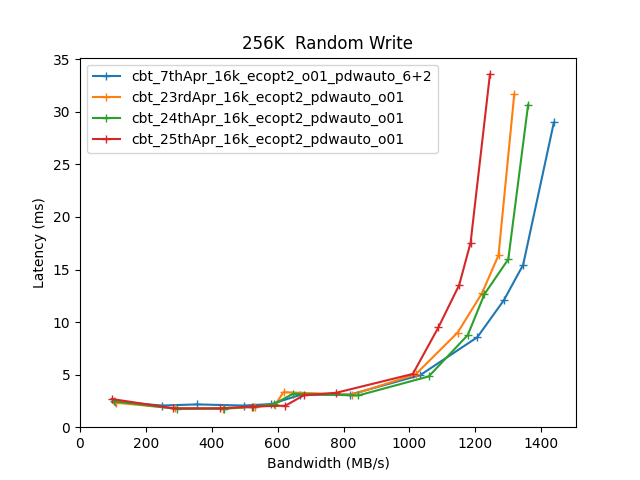 256K  Random Write
cbt_7thApr_16k_ecopt2_o01_pdwauto_6+2
cbt_23rdApr_16k_ecopt2_pdwauto_o01
cbt_24thApr_16k_ecopt2_pdwauto_o01
cbt_25thApr_16k_ecopt2_pdwauto_o01
35
30
25
20
15
10
5
0
Latency (ms)
0 200 400 600 800 1000 1200 1400
Bandwidth (MB/s)